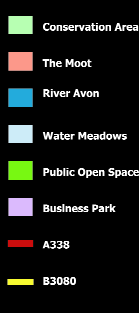 Conservation Area
The Moot
River Avon
Water Meadows
Public Open Space
Business Park
A338
B3080